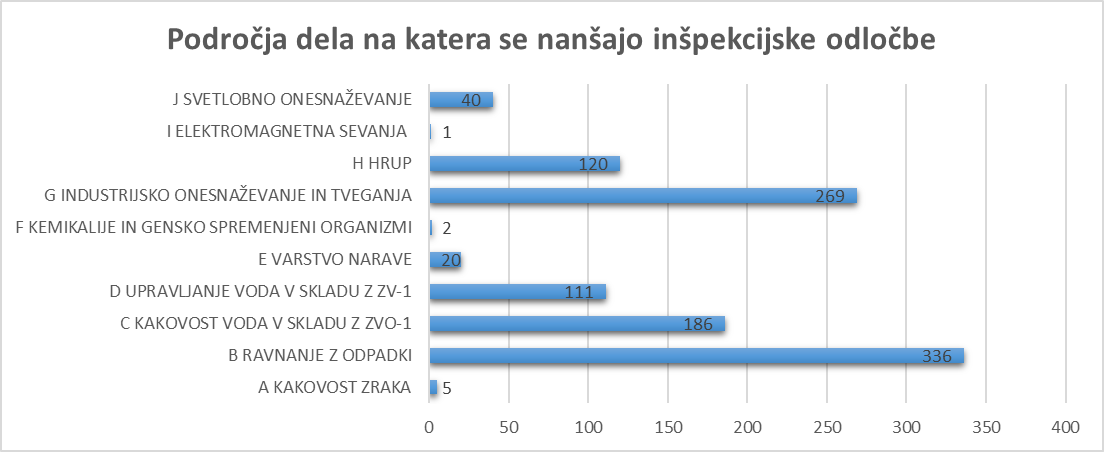 Področja dela na katera se nanšajo inšpekcijske odločbe
J SVETLOBNO ONESNAŽEVANJE 40
I ELEKTROMAGNETNA SEVANJA 1
H HRUP 120
G INDUSTRIJSKO ONESNAŽEVANJE IN TVEGANJA 269
F KEMIKALIJE IN GENSKO SPREMENJENI ORGANIZMI 2
E VARSTVO NARAVE 20
D UPRAVLJANJE VODA V SKLADU Z ZV-1 111
C KAKOVOST VODA V SKLADU Z ZVO-1 186
B RAVNANJE Z ODPADKI 336
A KAKOVOST ZRAKA 5
0 50 100 150 200 250 300 350 400